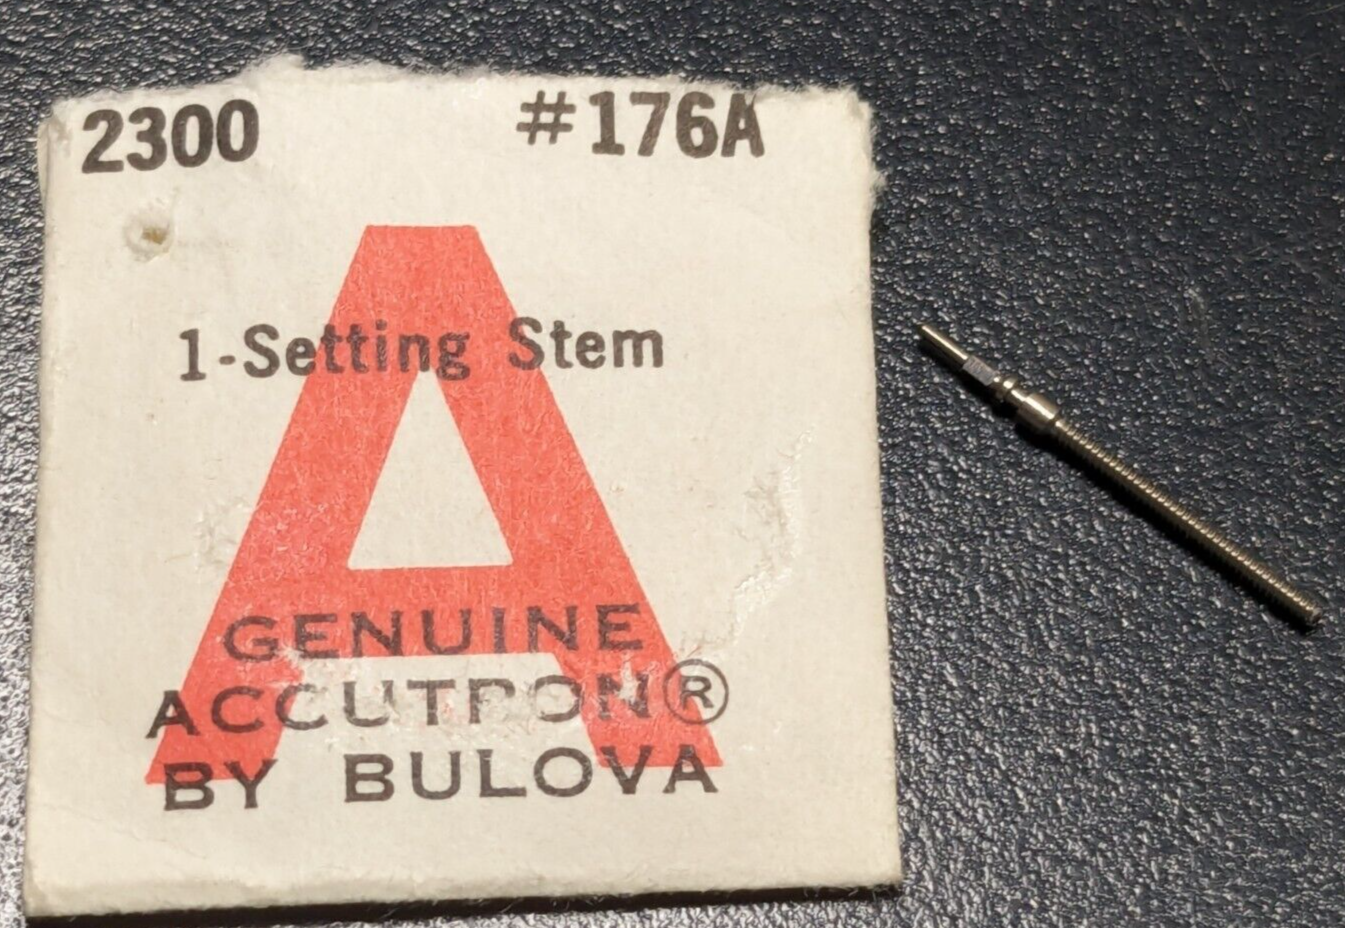 2300 #176A
1-Setting Stem
GENUINE
ACCUTRON®
BY BULOVA